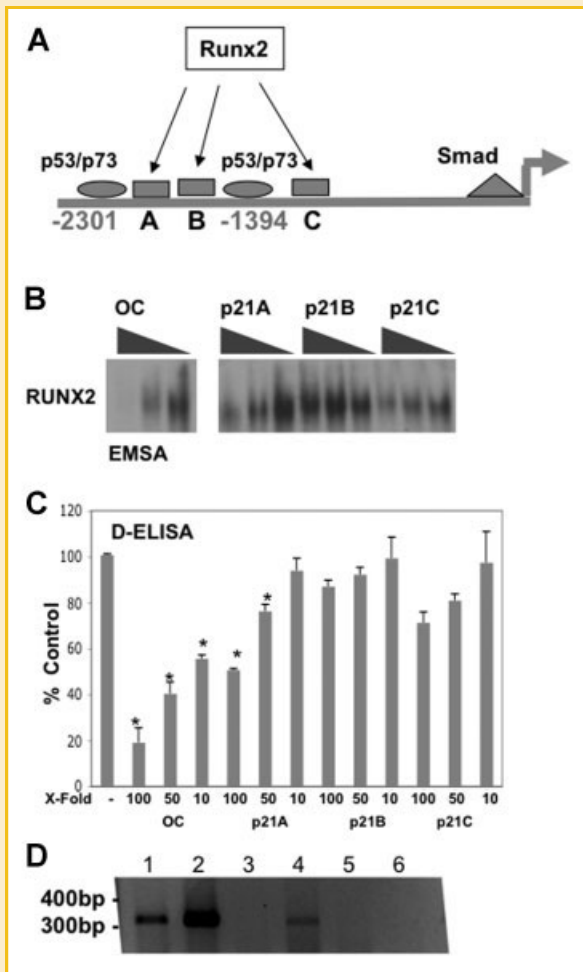 A
Runx2
p53/p73 p53/p73 Smad
-2301 A B -1394 C
B
OC p21A p21B p21C
RUNX2
EMSA
C
D-ELISA
% Control
120
100
80
60
40
20
0
* * * * *
X-Fold - 100 50 10 100 50 10 100 50 10 100 50 10
OC p21A p21B p21C
D
1 2 3 4 5 6
400bp -
300bp -